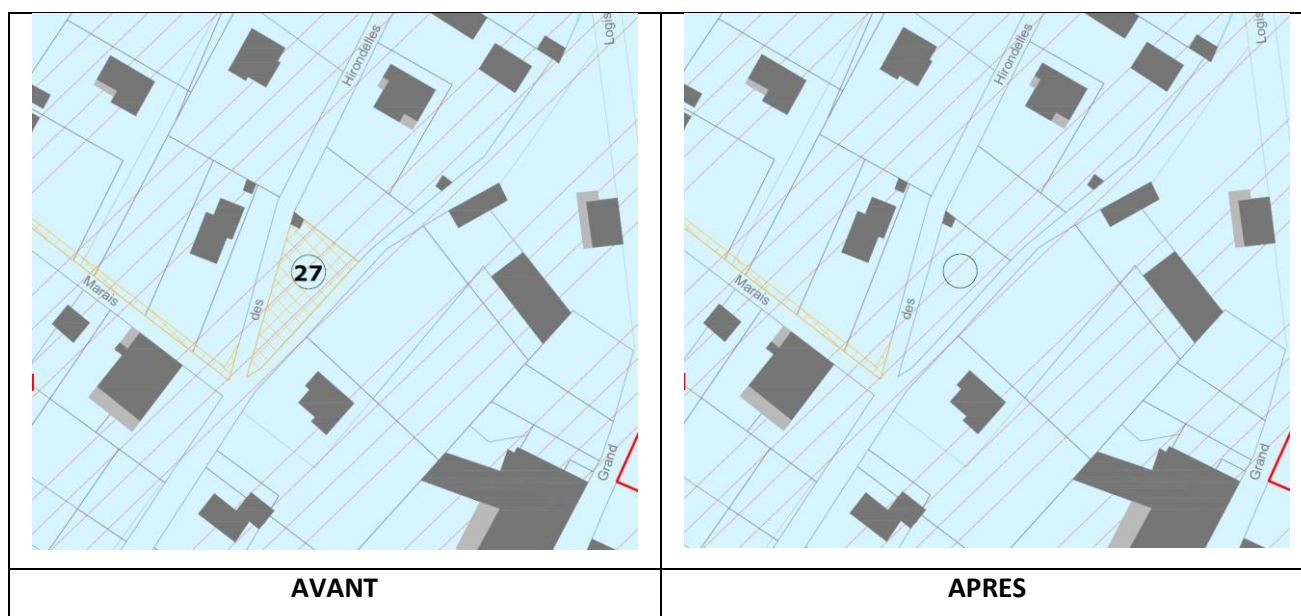 Hirondelles
Logis
27
des
Marais
Grand
AVANT
Hirondelles
Logis
des
Marais
Grand
APRES